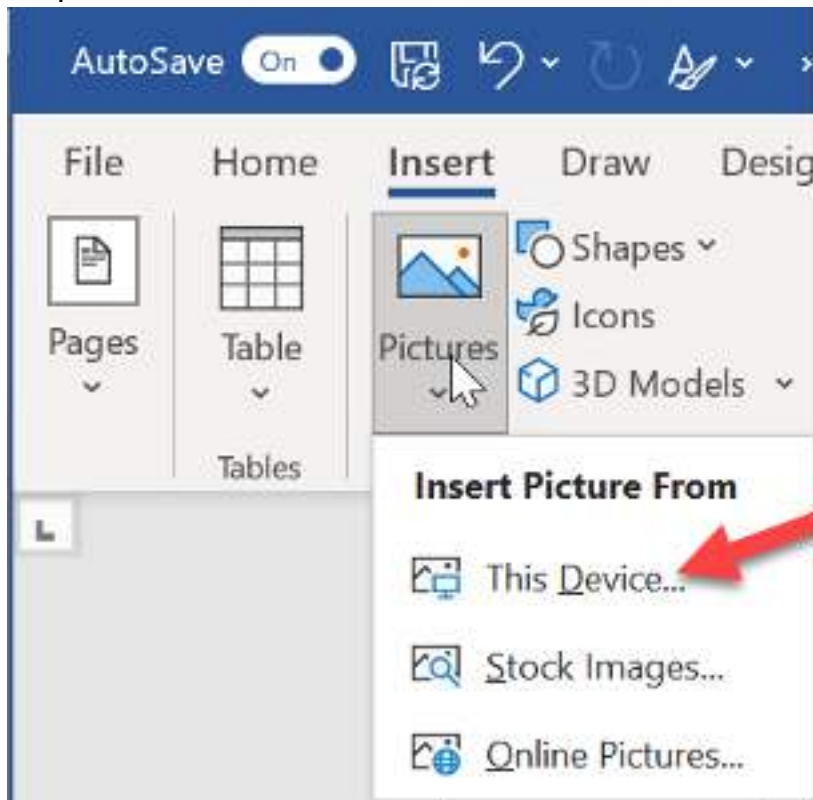 AutoSave On
File Home Insert Draw Desig
Shapes
Icons
3D Models
Pages Table Pictures
Tables
Insert Picture From
This Device...
Stock Images...
Online Pictures...